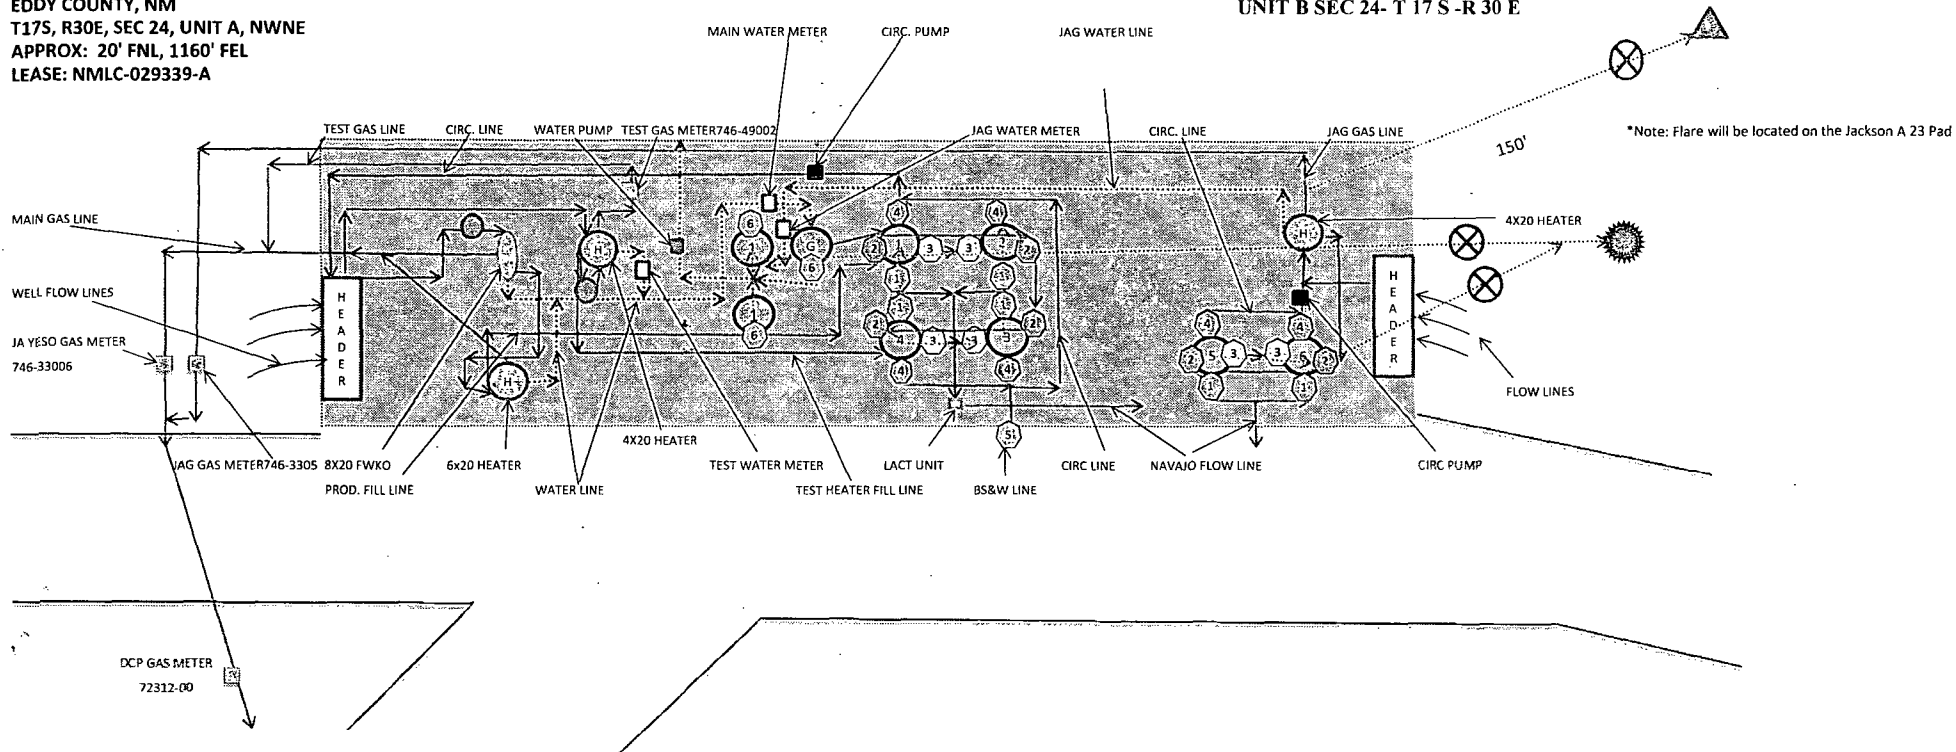 EDDY COUNTY, NM
T17S, R30E, SEC 24, UNIT A, NWNE
APPROX: 20' FNL, 1160' FEL
LEASE: NMLC-029339-A
UNIT B SEC 24- T 17 S -R 30 E
MAIN WATER METER
CIRC. PUMP
JAG WATER LINE
TEST GAS LINE
CIRC. LINE
WATER PUMP
TEST GAS METER746-49002
JAG WATER METER
CIRC. LINE
JAG GAS LINE
150'
*Note: Flare will be located on the Jackson A 23 Pad
MAIN GAS LINE
4X20 HEATER
WELL FLOW LINES
HEADER
HEADER
JA YESO GAS METER
746-33006
FLOW LINES
4X20 HEATER
JAG GAS METER746-3305
8X20 FWKO
6x20 HEATER
TEST WATER METER
LACT UNIT
CIRC LINE
NAVAJO FLOW LINE
CIRC PUMP
PROD. FILL LINE
WATER LINE
TEST HEATER FILL LINE
BS&W LINE
DCP GAS METER
72312-00